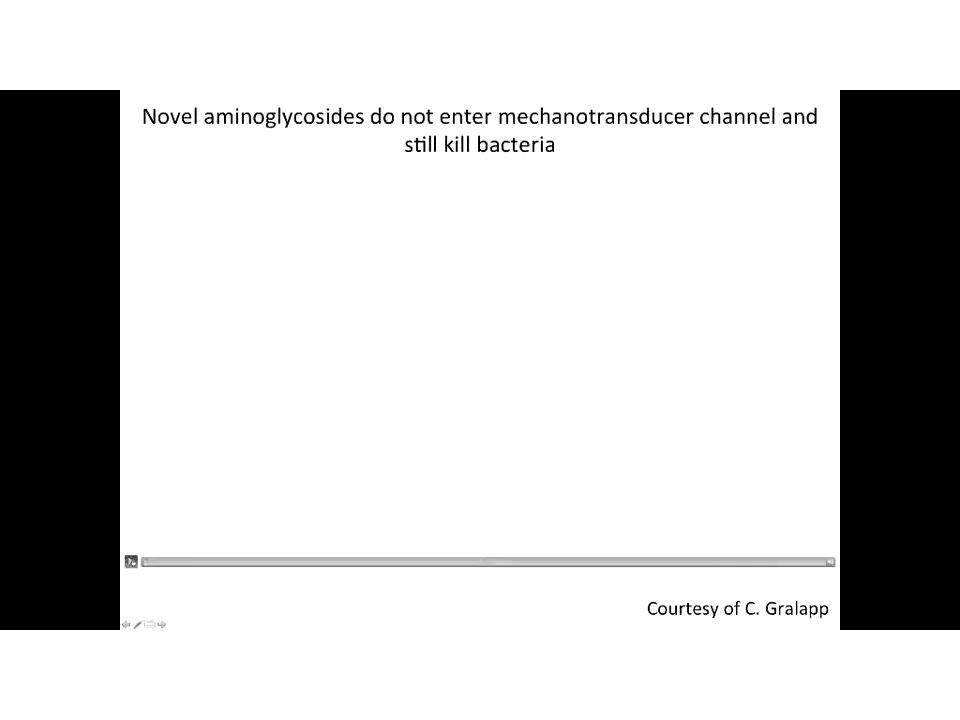 Novel aminoglycosides do not enter mechanotransducer channel and
still kill bacteria
Courtesy of C. Gralapp